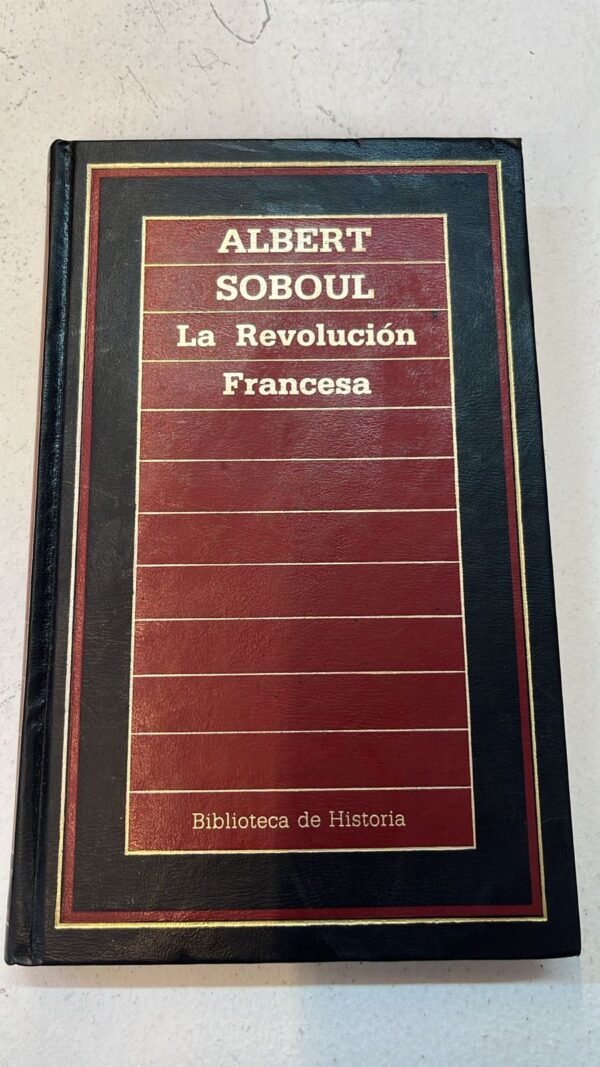 ALBERT
SOBOUL
La Revolución
Francesa
Biblioteca de Historia